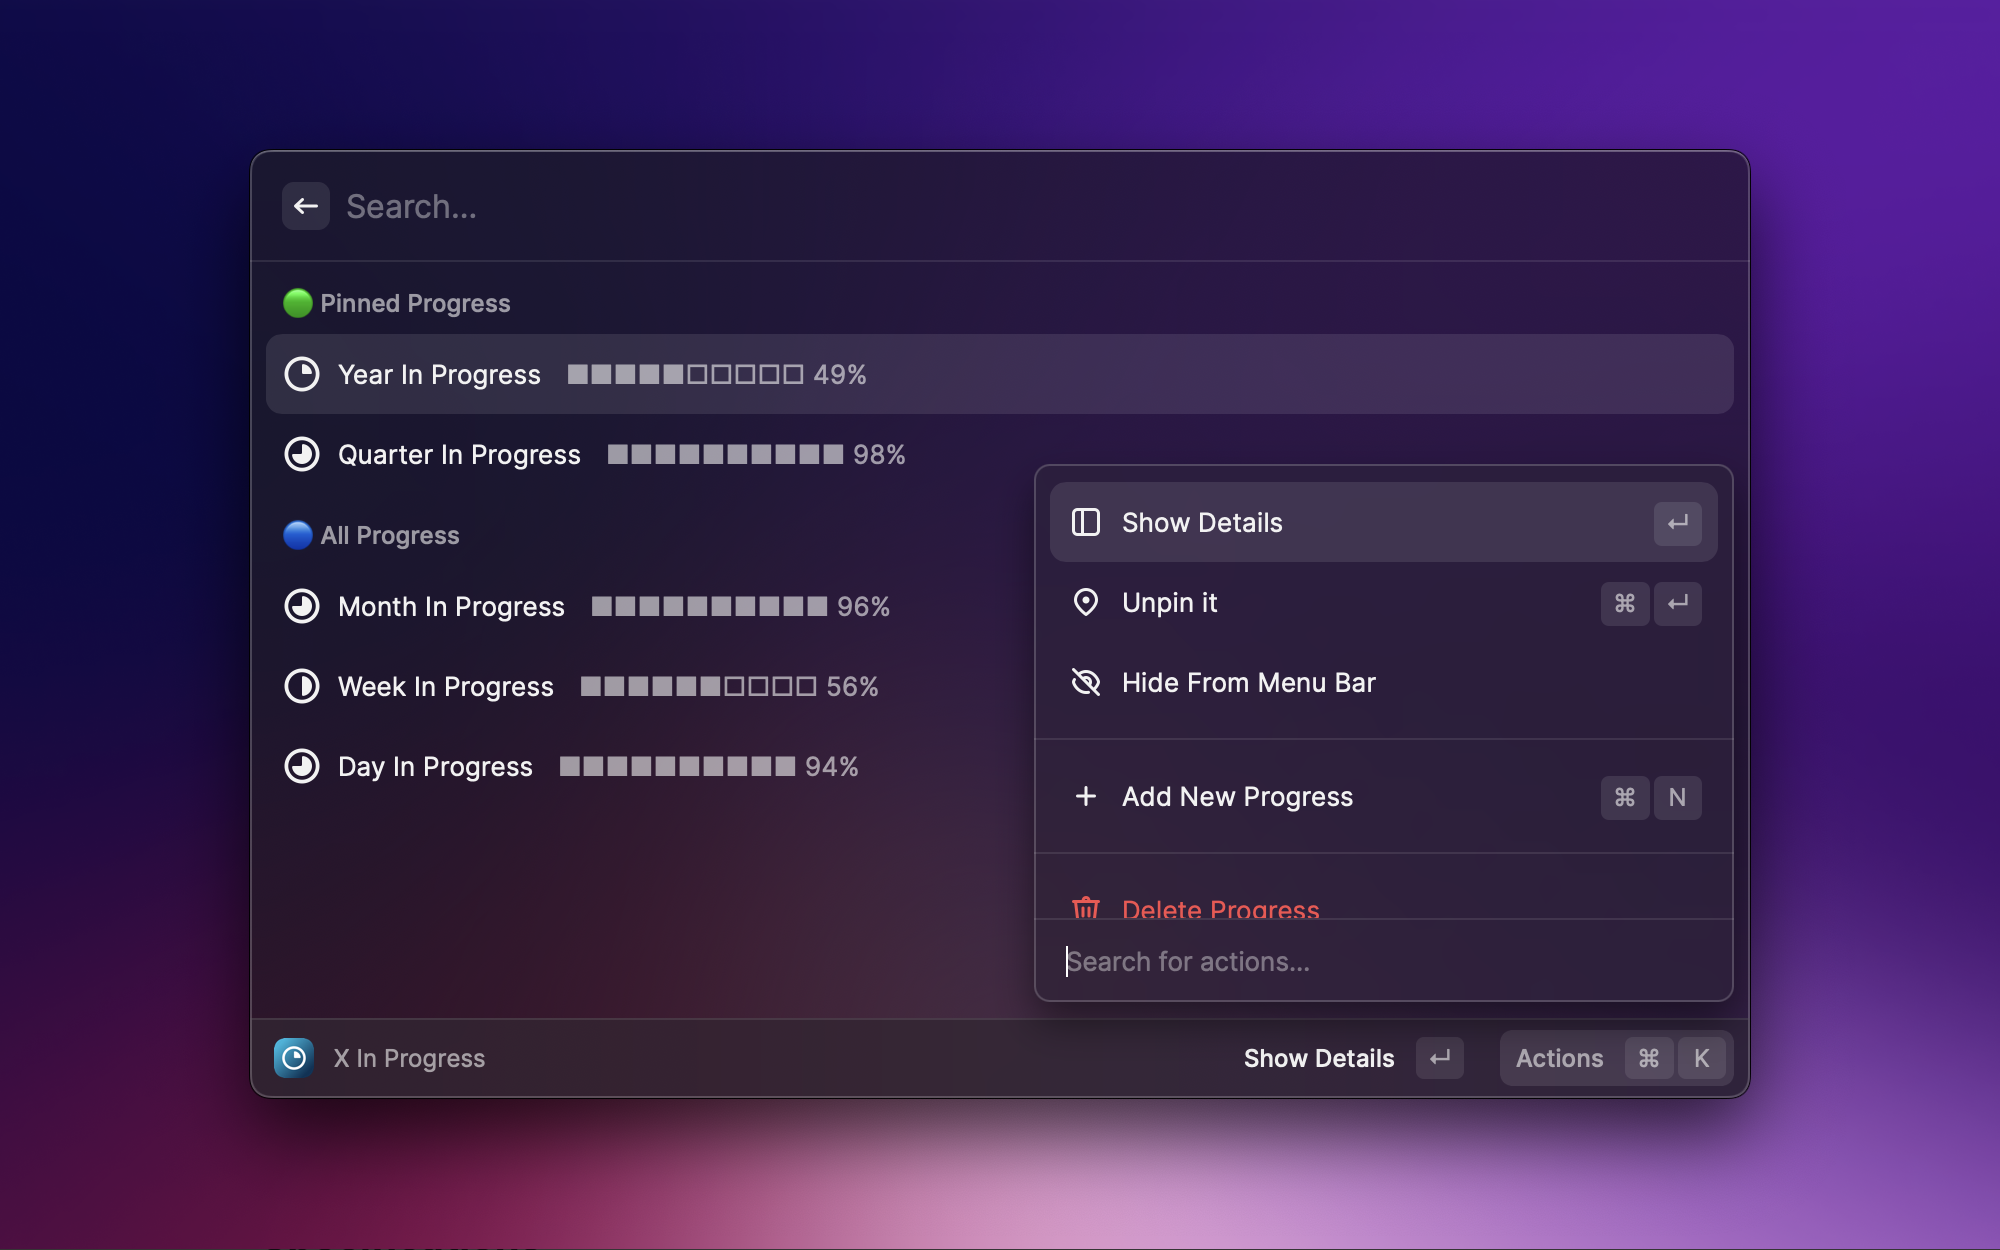 Search...
Pinned Progress
Year In Progress ■■■■■□□□□□ 49%
Quarter In Progress ■■■■■■■■■■ 98%
All Progress
Month In Progress ■■■■■■■■■■ 96%
Week In Progress ■■■■■■□□□□ 56%
Day In Progress ■■■■■■■■■■ 94%
Show Details ↵
Unpin it ⌘ ↵
Hide From Menu Bar
Add New Progress ⌘ N
Delete Progress
Search for actions...
X In Progress
Show Details ↵
Actions ⌘ K